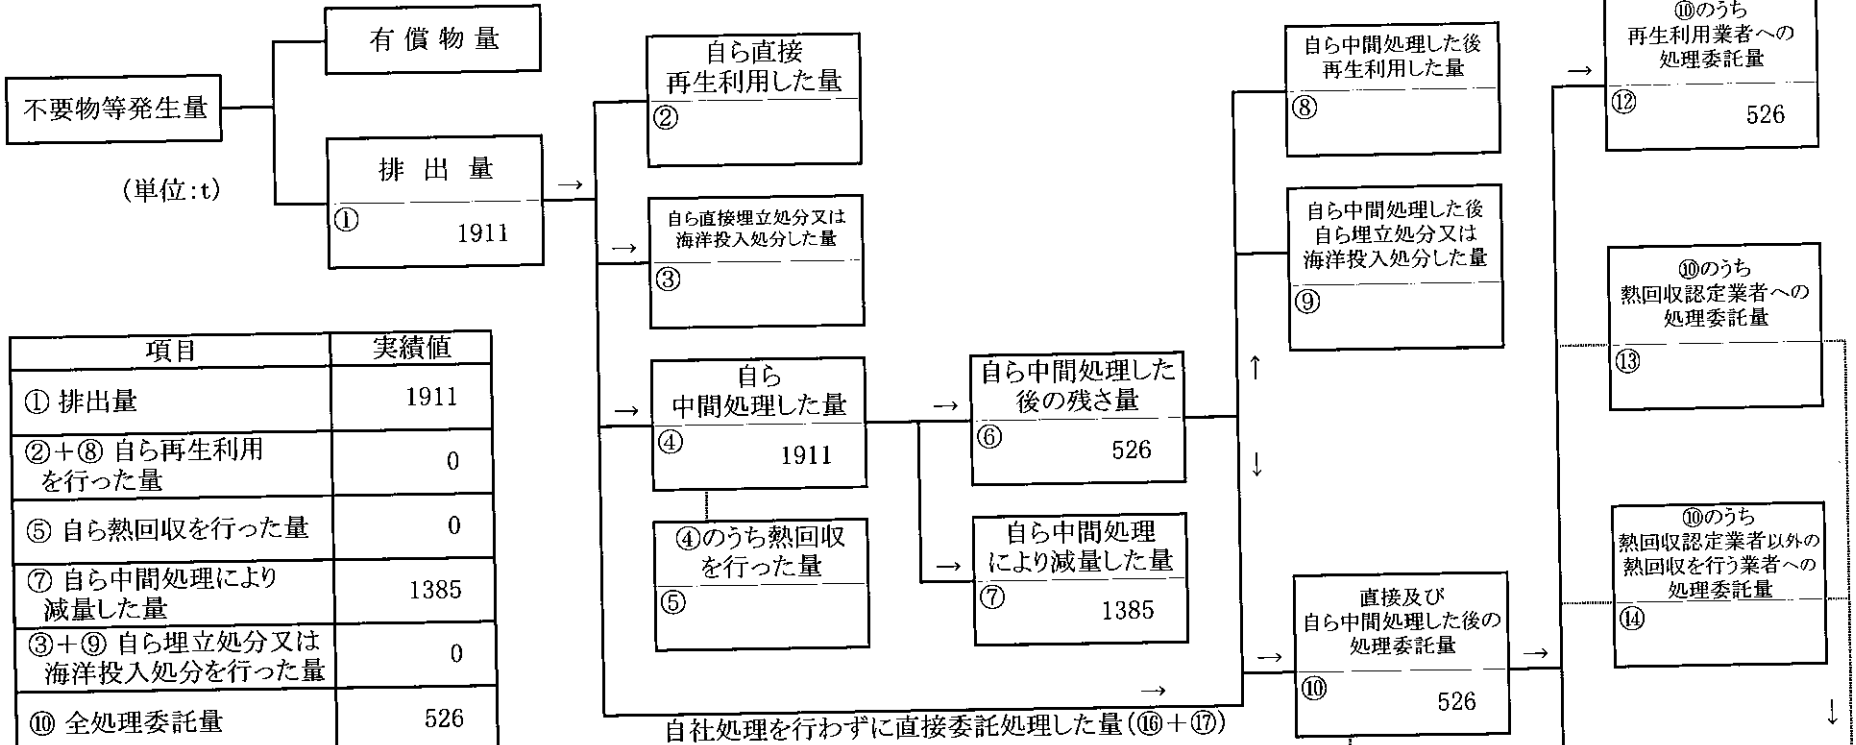 有償物量
不要物等発生量
(単位:t)
排出量
①
1911
→
自ら直接
再生利用した量
②
自ら直接埋立処分又は
海洋投入処分した量
→
③
自ら
中間処理した量
→
④
1911
④のうち熱回収
を行った量
⑤
自ら中間処理した
後の残さ量
→
⑥
526
自ら中間処理
により減量した量
→
⑦
1385
自ら中間処理した後
再生利用した量
⑧
自ら中間処理した後
自ら埋立処分又は
海洋投入処分した量
⑨
↑
↓
直接及び
自ら中間処理した後の
処理委託量
→
⑩
526
→
自社処理を行わずに直接委託処理した量(⑯+⑰)
→
⑩のうち
再生利用業者への
処理委託量
→
⑫
526
⑩のうち
熱回収認定業者への
処理委託量
⑬
⑩のうち
熱回収認定業者以外の
熱回収を行う業者への
処理委託量
⑭
↓
項目 実績値
① 排出量 1911
②+⑧ 自ら再生利用
を行った量 0
⑤ 自ら熱回収を行った量 0
⑦ 自ら中間処理により
減量した量 1385
③+⑨ 自ら埋立処分又は
海洋投入処分を行った量 0
⑩ 全処理委託量 526